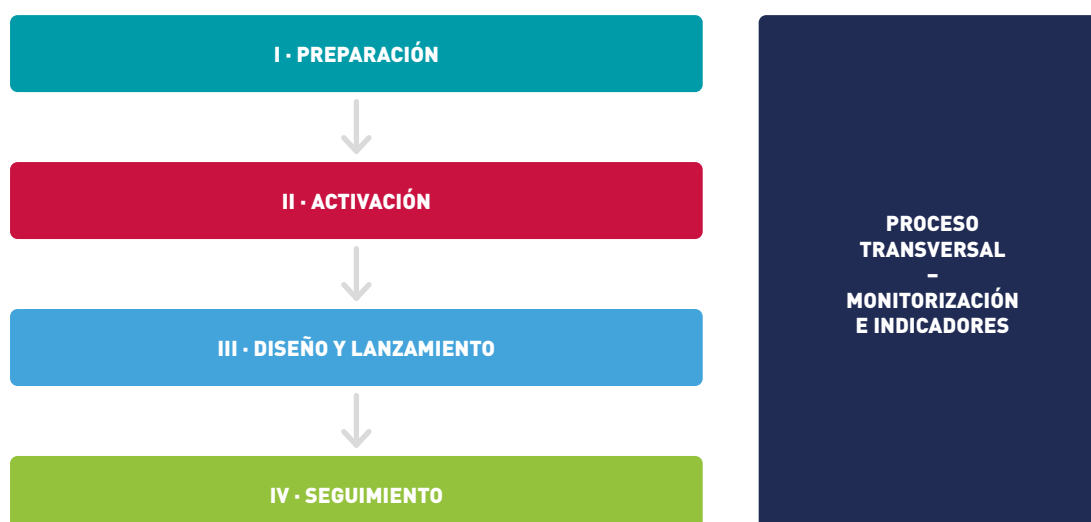 I · PREPARACIÓN
II · ACTIVACIÓN
III · DISEÑO Y LANZAMIENTO
IV · SEGUIMIENTO
PROCESO
TRANSVERSAL
–
MONITORIZACIÓN
E INDICADORES